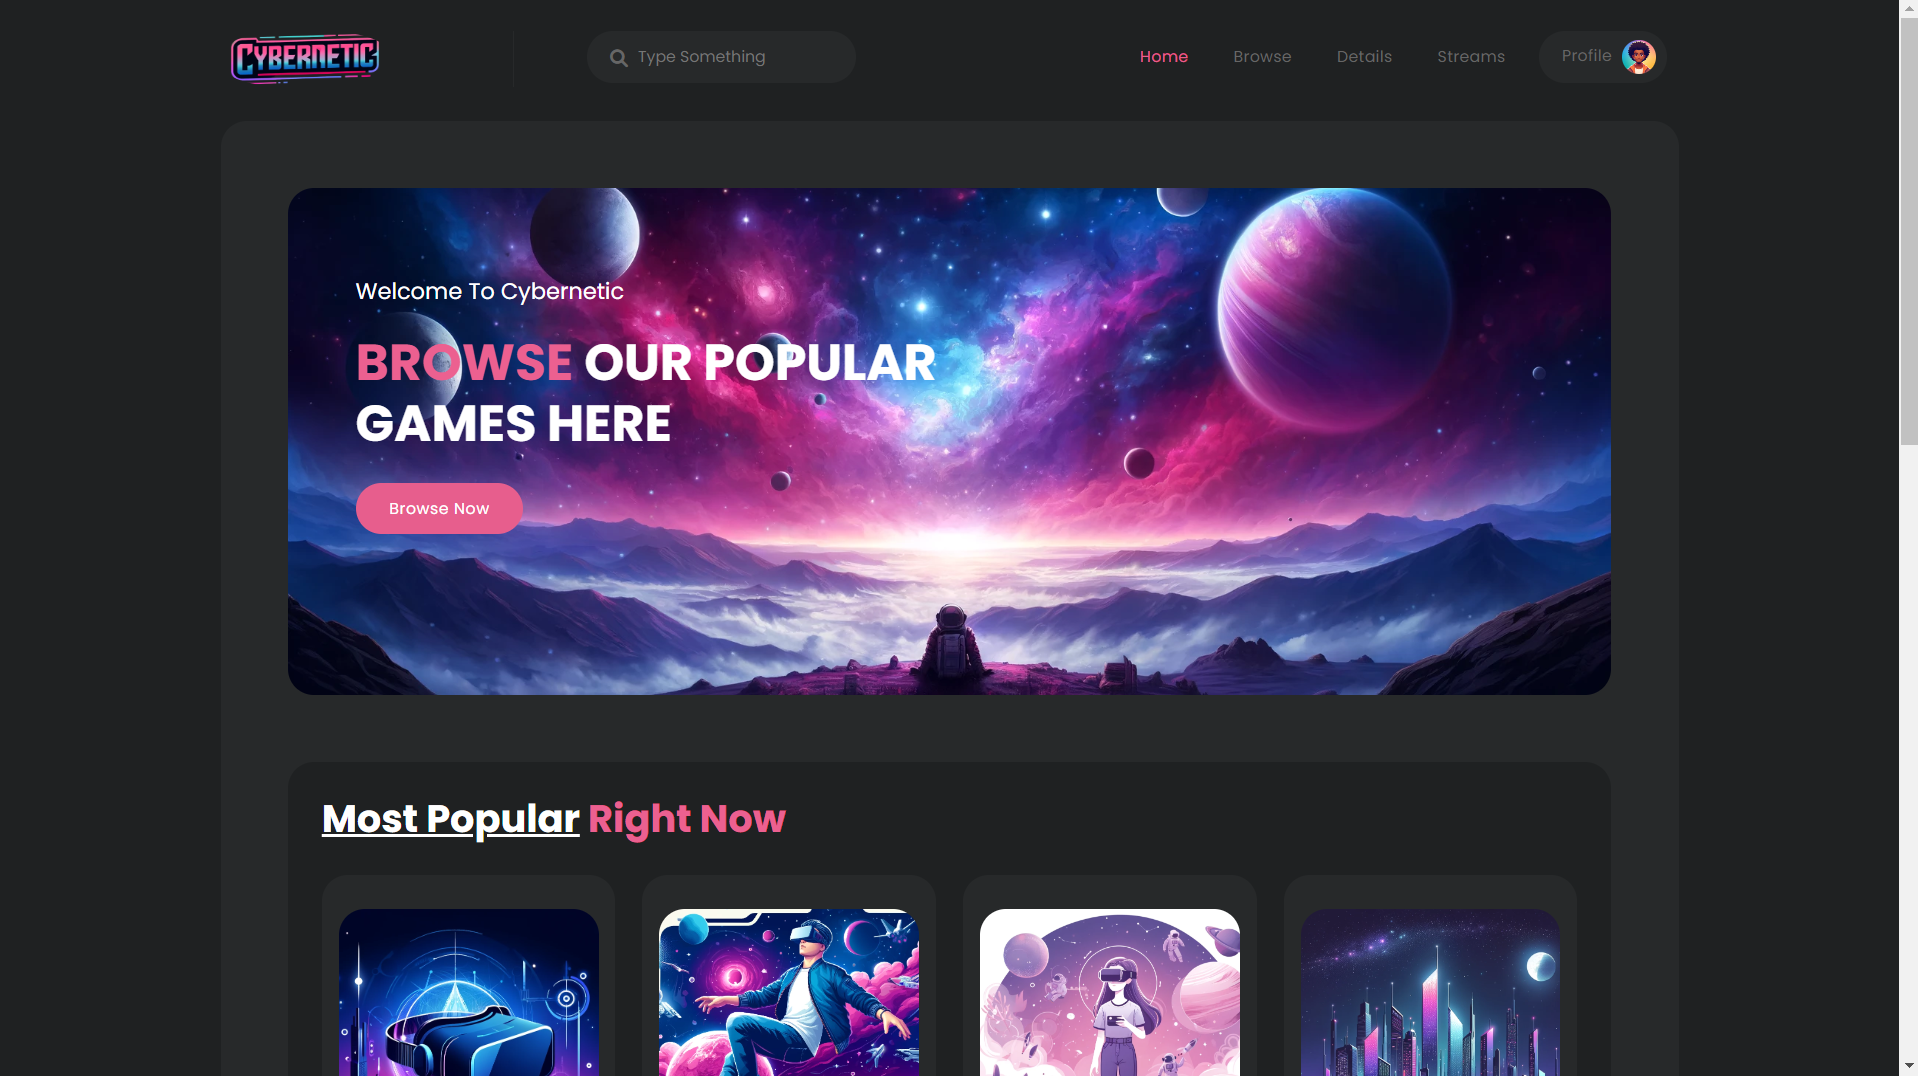 CYBERNETIC
Type Something
Home
Browse
Details
Streams
Profile
Welcome To Cybernetic
BROWSE OUR POPULAR
GAMES HERE
Browse Now
Most Popular Right Now